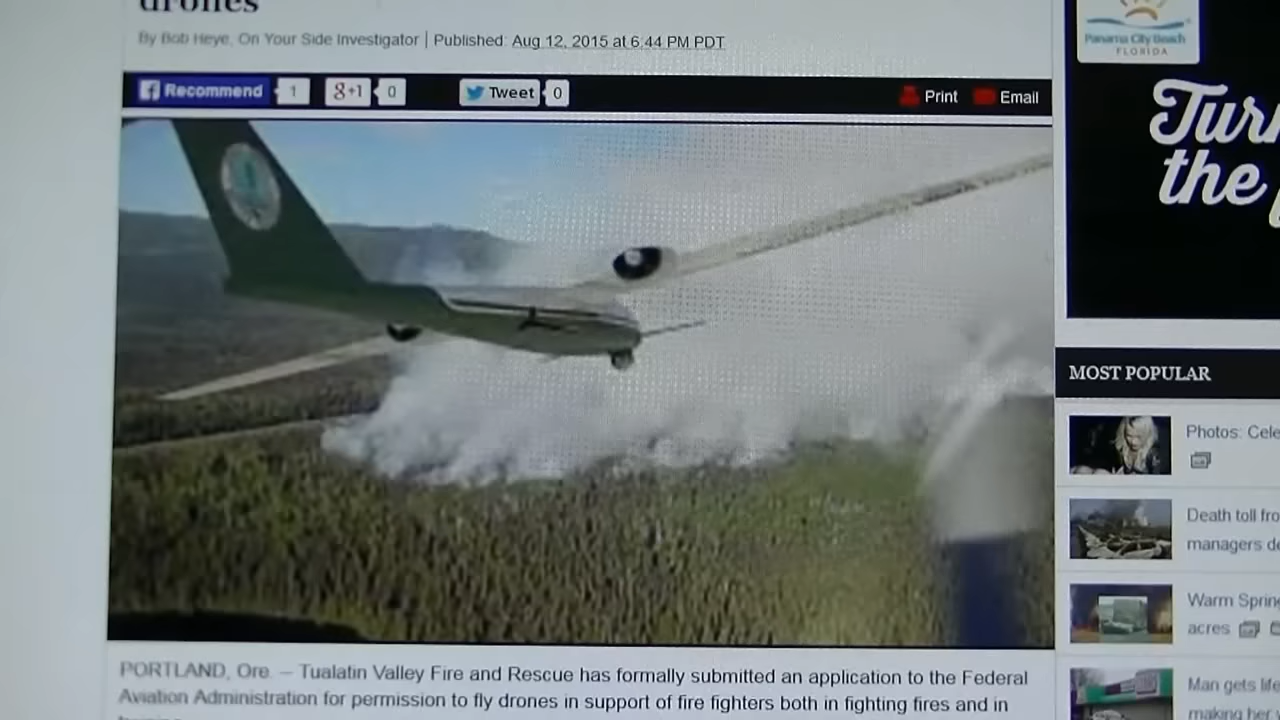 drones
By Bob Heye, On Your Side Investigator | Published: Aug 12, 2015 at 6:44 PM PDT
Recommend 1 g+1 0 Tweet 0 Print Email
PORTLAND, Ore. — Tualatin Valley Fire and Rescue has formally submitted an application to the Federal
Aviation Administration for permission to fly drones in support of fire fighters both in fighting fires and in
Panama City Beach
FLORIDA
the
MOST POPULAR
Photos: Cele
Death toll fro
managers de
Warm Spring
acres
Man gets life
making her